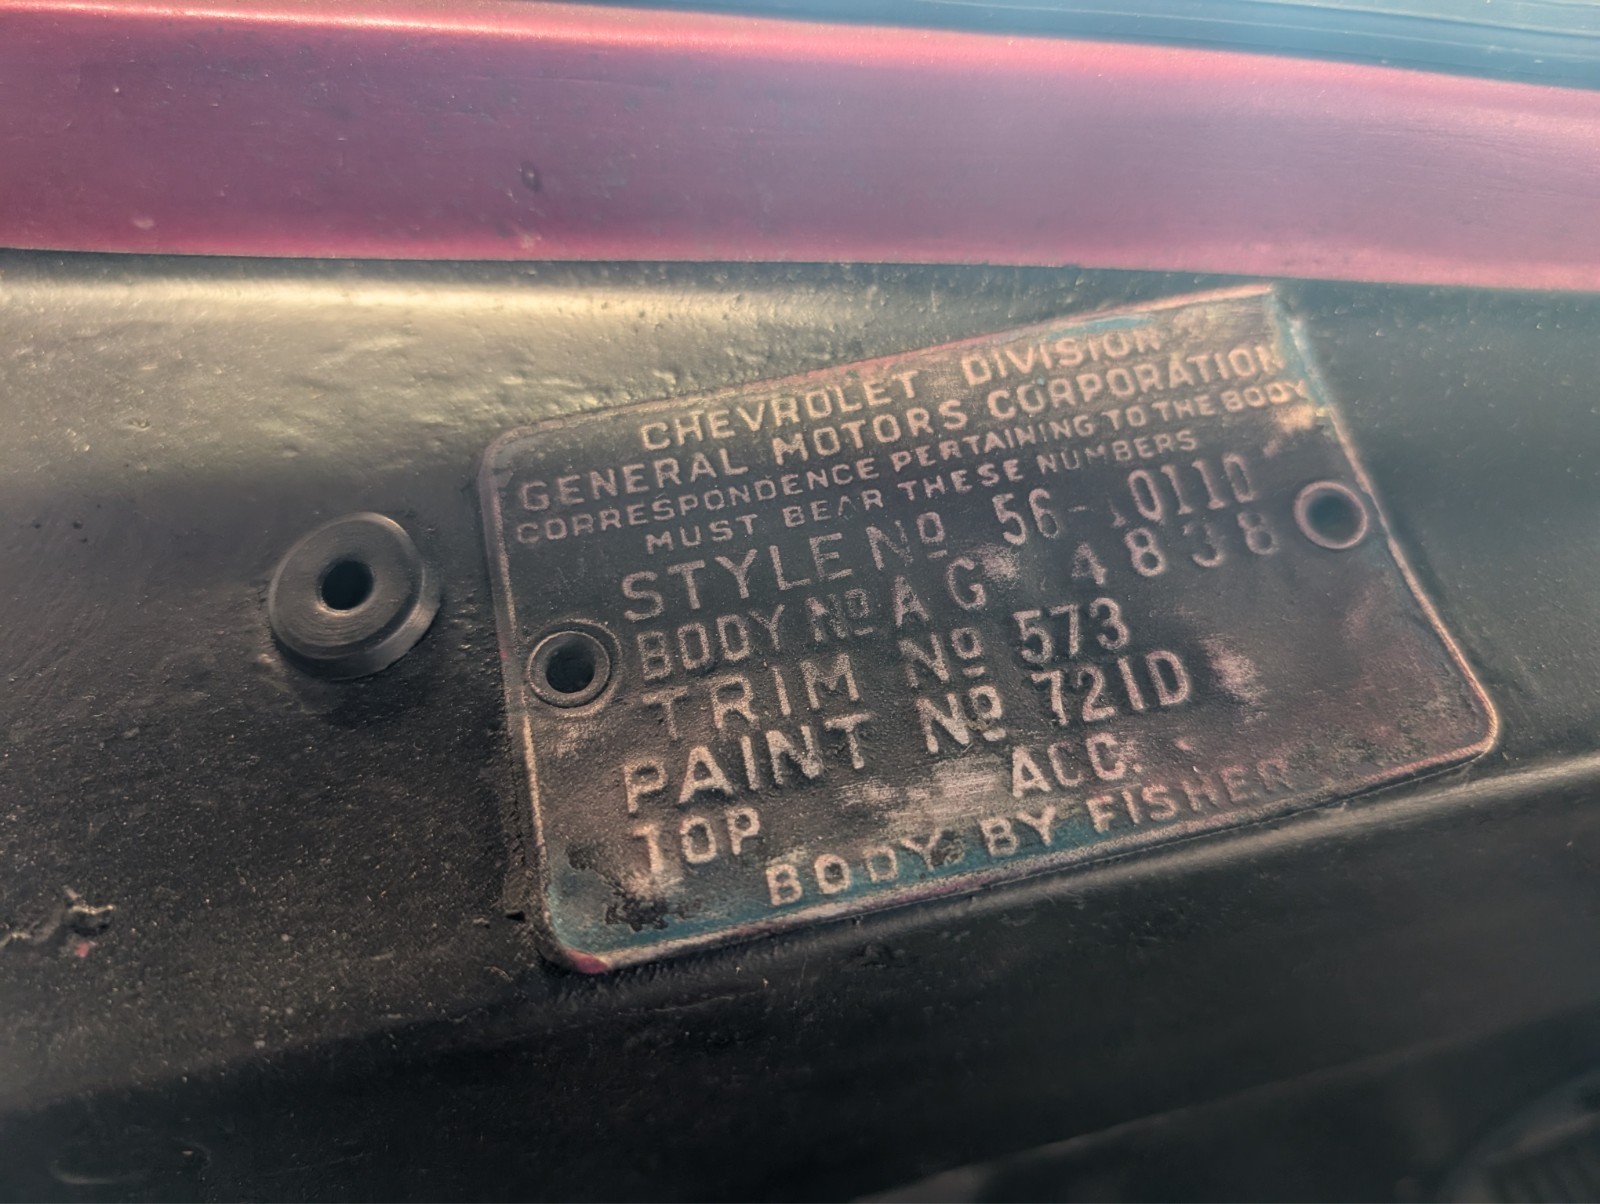 CHEVROLET DIVISION
GENERAL MOTORS CORPORATION
CORRESPONDENCE PERTAINING TO THE BODY
MUST BEAR THESE NUMBERS
STYLE Nº 56-1011D
BODY Nº A G 4838
TRIM Nº 573
PAINT Nº 721D
TOP ACC.
BODY BY FISHER